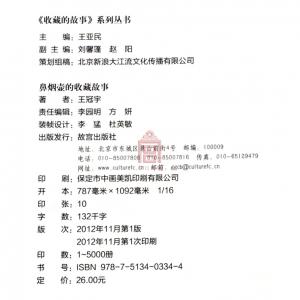 《收藏的故事》系列丛书
主 编：王亚民
副 主 编：刘馨蓬 赵 阳
策划组稿：北京新浪大江流文化传播有限公司
鼻烟壶的收藏故事
著 者：王冠宇
责任编辑：李园明 方 妍
装帧设计：李 猛 杜英敏
出版发行：故宫出版社
地址：北京市东城区景山前街4号 邮编：100009
电话：010-85007808 010-85007816 传真：010-65129479
印 刷：保定市中画美凯印刷有限公司
开 本：787毫米×1092毫米 1/16
印 张：10
字 数：132千字
版 次：2012年11月第1版
2012年11月第1次印刷
印 数：1~5000册
书 号：ISBN 978-7-5134-0334-4
定 价：26.00元